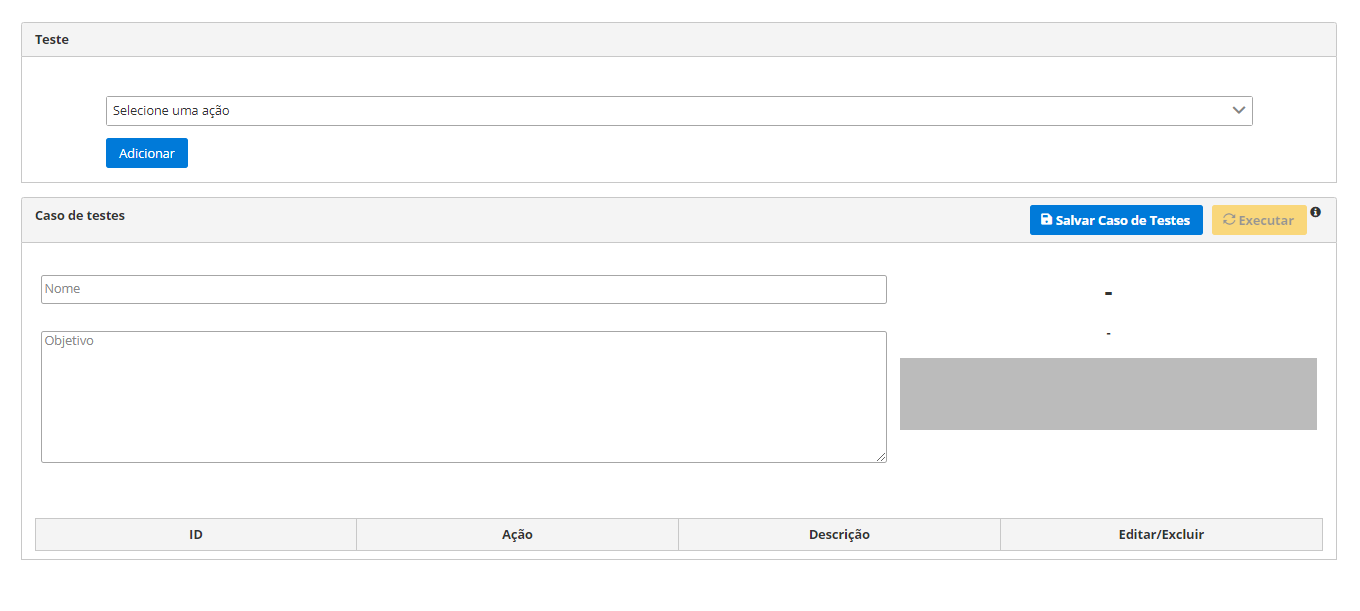 Teste
Selecione uma ação
Adicionar
Caso de testes
Salvar Caso de Testes
Executar
Nome
-
Objetivo
-
ID
Ação
Descrição
Editar/Excluir